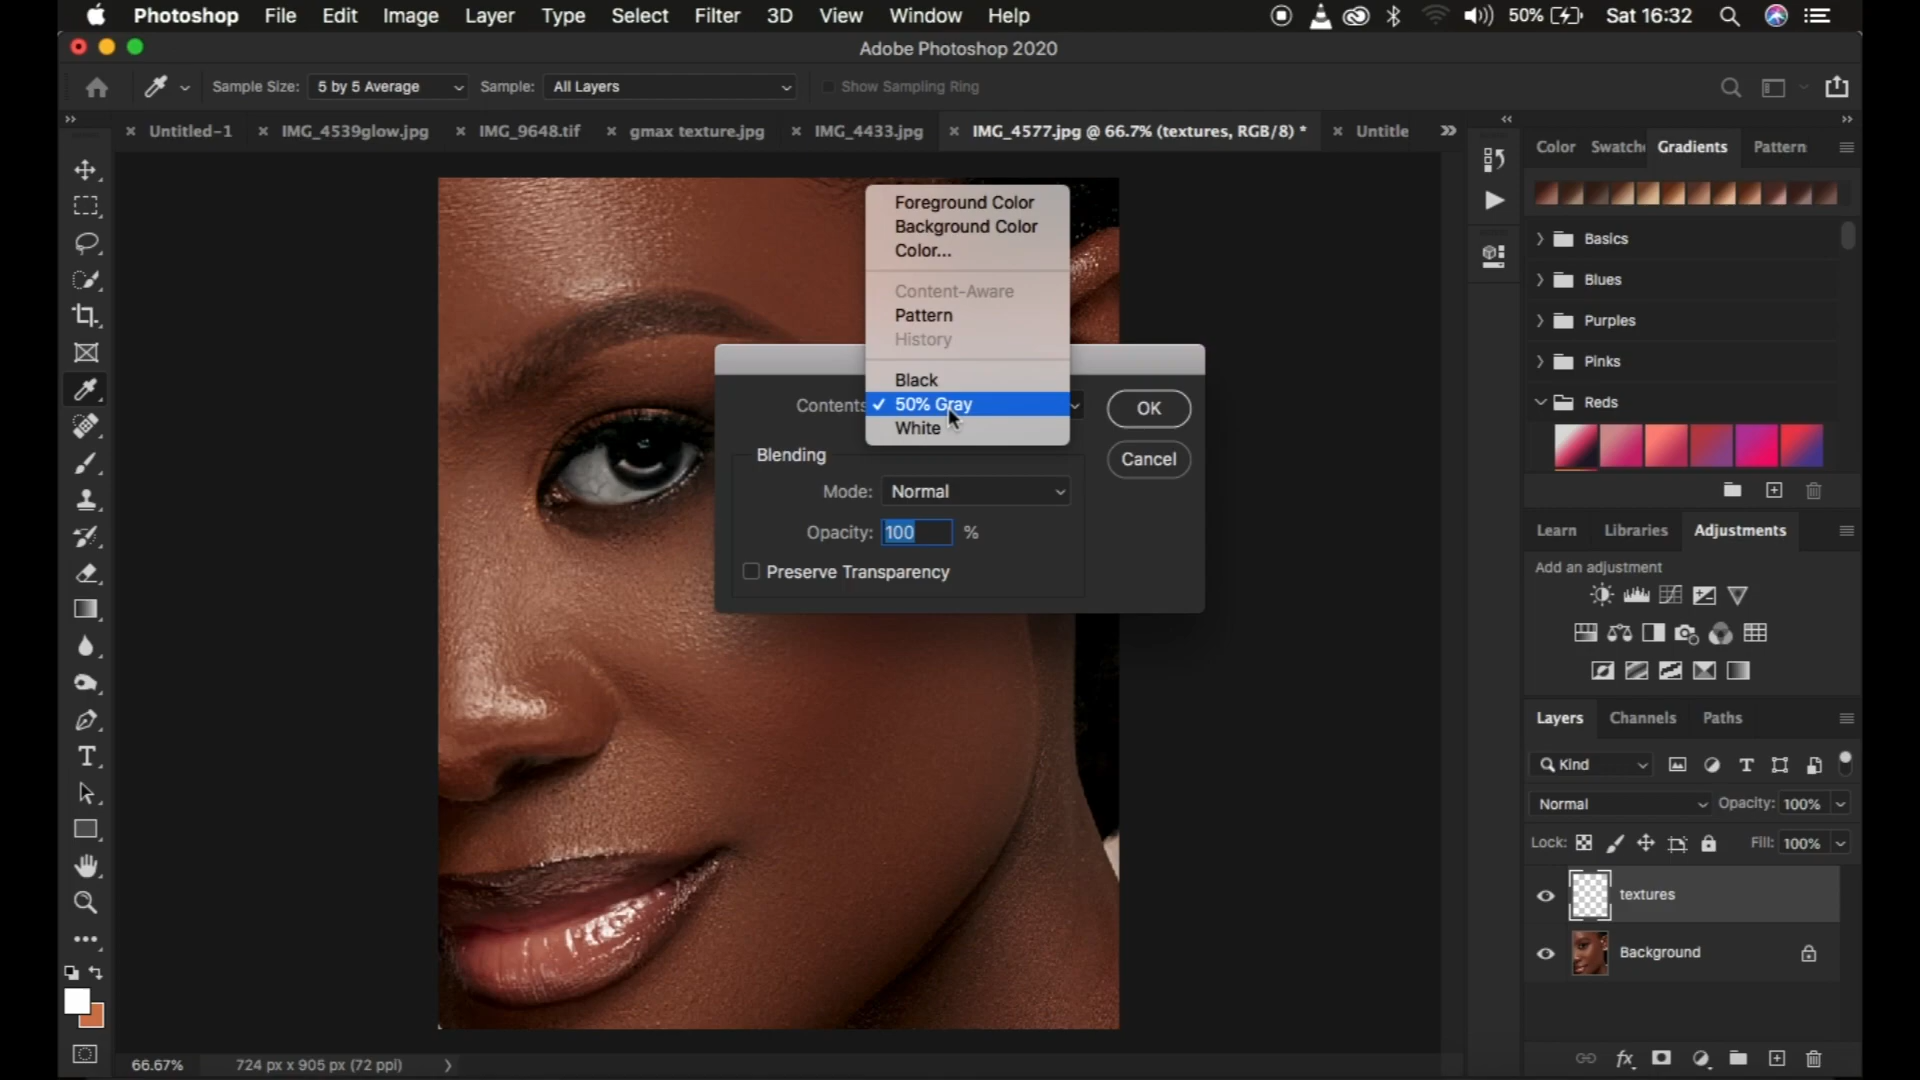 Photoshop File Edit Image Layer Type Select Filter 3D View Window Help 50% Sat 16:32
Adobe Photoshop 2020
Sample Size: 5 by 5 Average Sample: All Layers Show Sampling Ring
Untitled-1 IMG_4539glow.jpg IMG_9648.tif gmax texture.jpg IMG_4433.jpg IMG_4577.jpg @ 66.7% (textures, RGB/8) * Untitle
Color Swatche Gradients Pattern
Foreground Color
Background Color
Color...
Content-Aware
Pattern
History
Black
Contents 50% Gray
White
OK
Cancel
Blending
Mode: Normal
Opacity: 100 %
Preserve Transparency
Basics
Blues
Purples
Pinks
Reds
Learn Libraries Adjustments
Add an adjustment
Layers Channels Paths
Kind
Normal Opacity: 100%
Lock: Fill: 100%
textures
Background
66.67% 724 px x 905 px (72 ppi)